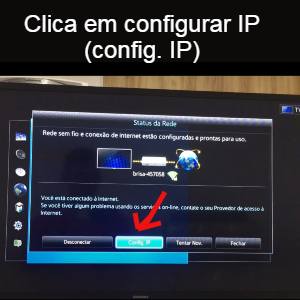 Clica em configurar IP
(config. IP)
Status da Rede
Rede sem fio e conexão de internet estão configuradas e prontas para uso.
brisa-457058
Você está conectado à Internet.
Se você tiver algum problema usando os serviços on-line, contate o seu Provedor de acesso à
Internet.
Desconectar
Config. IP
Tentar Nov.
Fechar